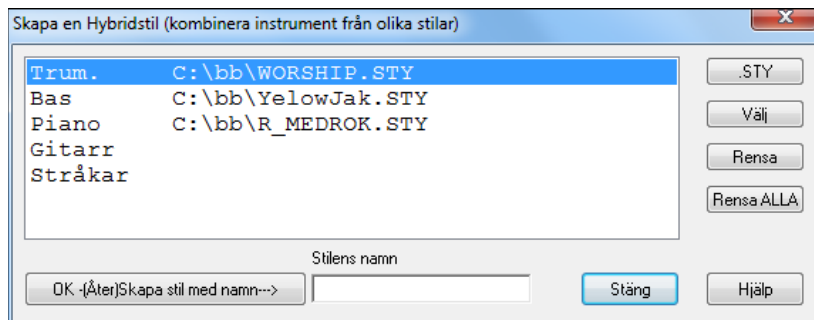 Skapa en Hybridstil (kombinera instrument från olika stilar)
Trum. C:\bb\WORSHIP.STY
Bas C:\bb\YelowJak.STY
Piano C:\bb\R_MEDROK.STY
Gitarr
Stråkar
.STY
Välj
Rensa
Rensa ALLA
Stilens namn
OK -(Åter)Skapa stil med namn--->
Stäng
Hjälp